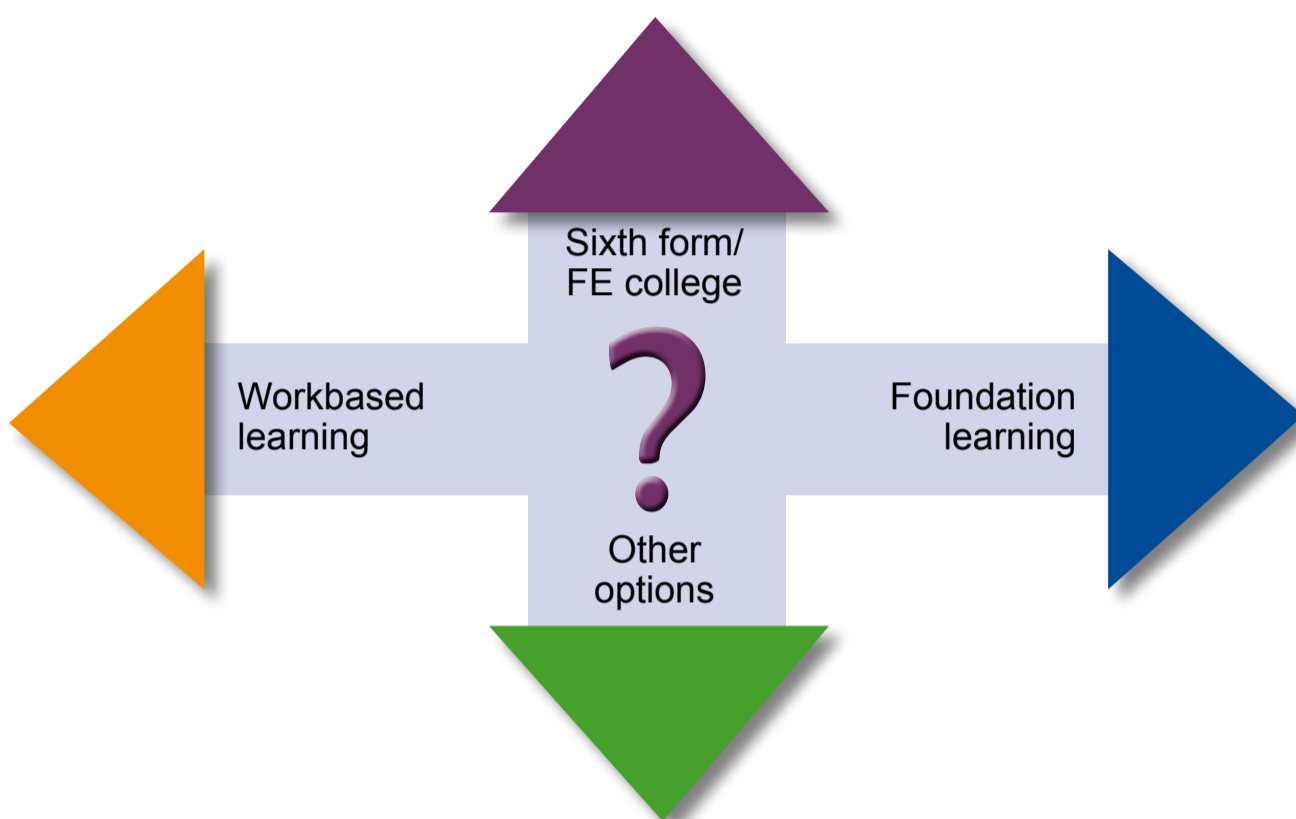 Sixth form/
FE college
Workbased
learning
?
Foundation
learning
Other
options